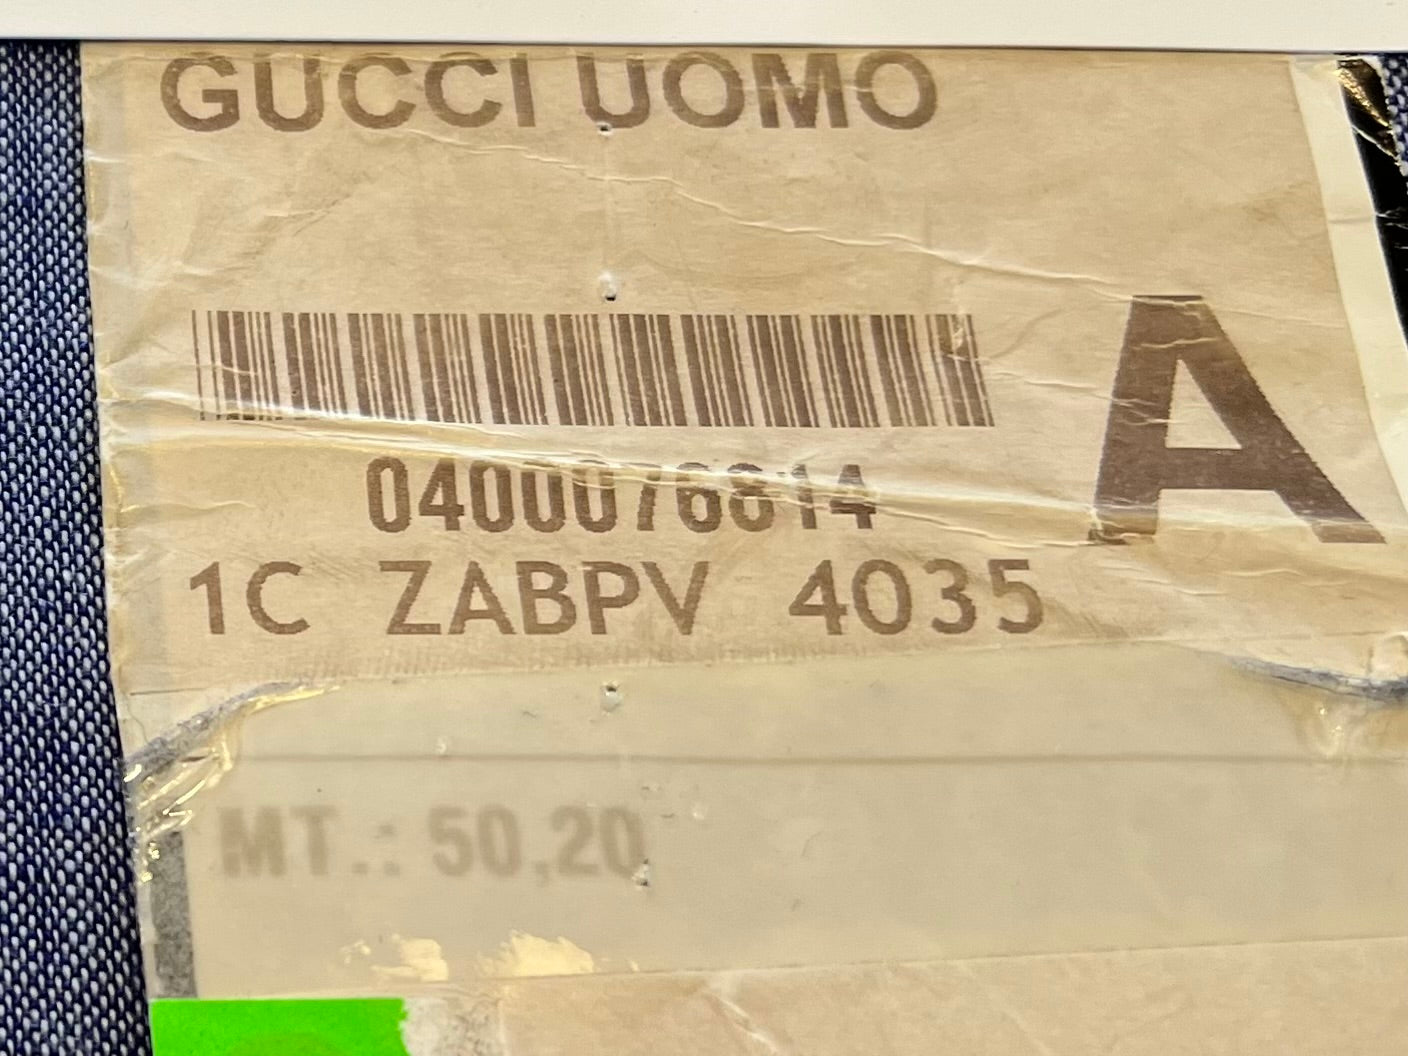 GUCCI UOMO
A
0400076814
1C ZABPV 4035
MT.: 50,20